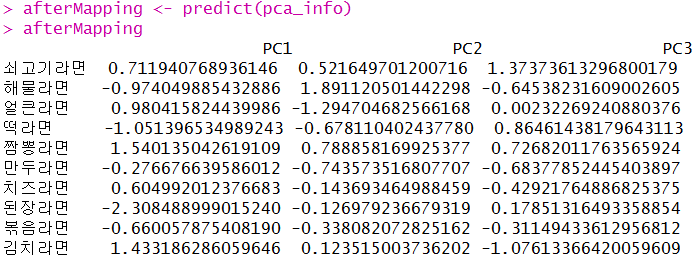 > afterMapping <- predict(pca_info)
> afterMapping
PC1 PC2 PC3
쇠고기라면 0.711940768936146 0.521649701200716 1.37373613296800179
해물라면 -0.974049885432886 1.891120501442298 -0.64538231609002605
얼큰라면 0.980415824439986 -1.294704682566168 0.00232269240880376
떡라면 -1.051396534989243 -0.678110402437780 0.86461438179643113
짬뽕라면 1.540135042619109 0.788858169925377 0.72682011763565924
만두라면 -0.276676639586012 -0.743573516807707 -0.68377852445403897
치즈라면 0.604992012376683 -0.143693464988459 -0.42921764886825375
된장라면 -2.308488999015240 -0.126979236679319 0.17851316493358854
볶음라면 -0.660057875408190 -0.338082072825162 -0.31149433612956812
김치라면 1.433186286059646 0.123515003736202 -1.07613366420059609